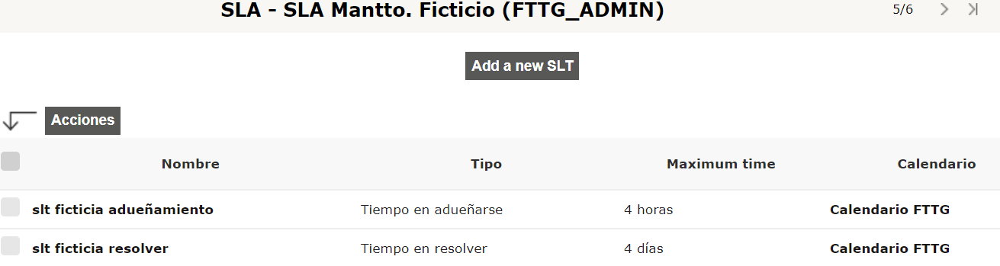 SLA - SLA Mantto. Ficticio (FTTG_ADMIN) 5/6
Add a new SLT
Acciones
Nombre Tipo Maximum time Calendario
slt ficticia adueñamiento Tiempo en adueñarse 4 horas Calendario FTTG
slt ficticia resolver Tiempo en resolver 4 días Calendario FTTG